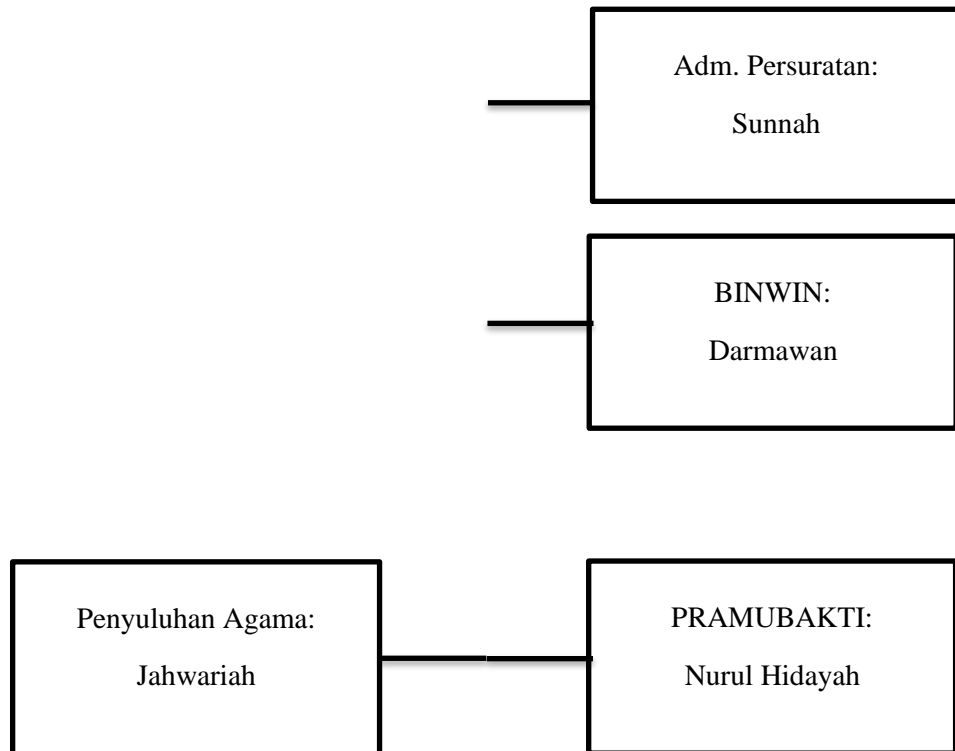 Adm. Persuratan:
Sunnah
BINWIN:
Darmawan
Penyuluhan Agama:
Jahwariah
PRAMUBAKTI:
Nurul Hidayah